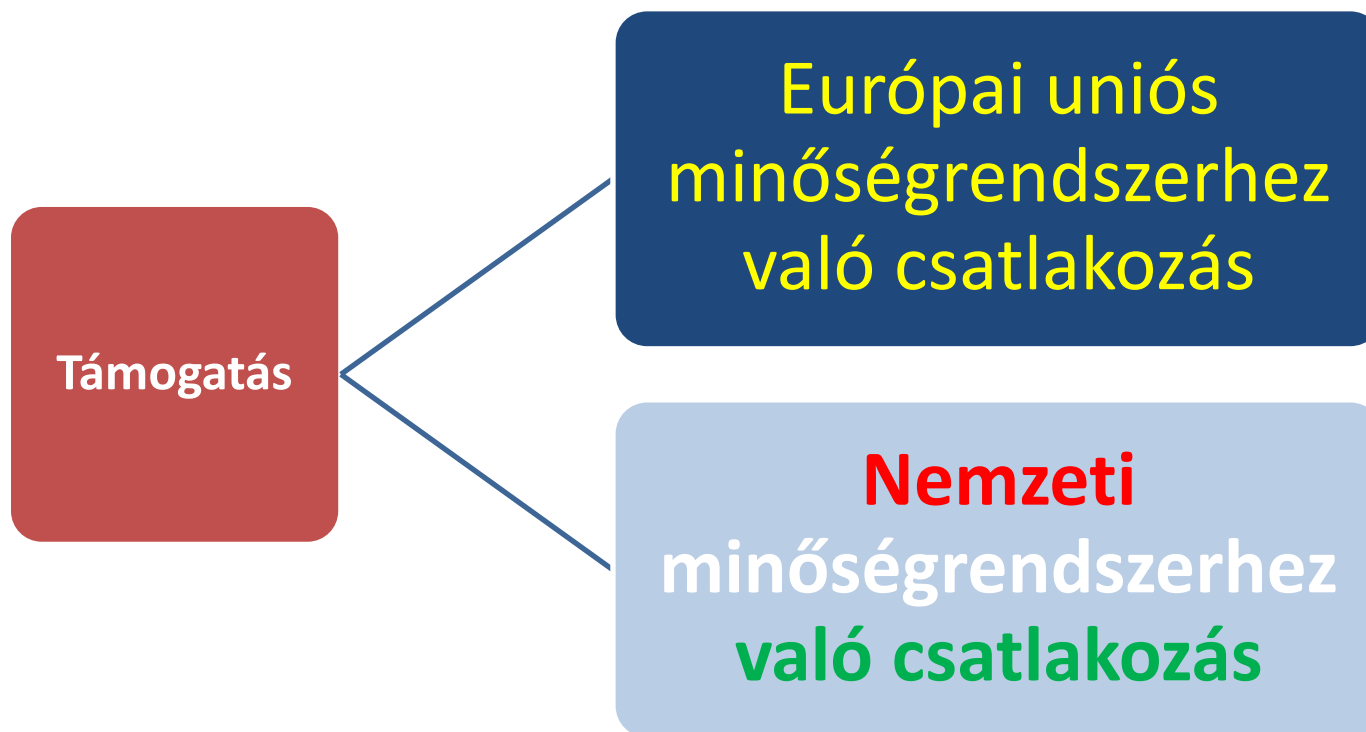 Támogatás
Európai uniós
minőségrendszerhez
való csatlakozás
Nemzeti
minőségrendszerhez
való csatlakozás